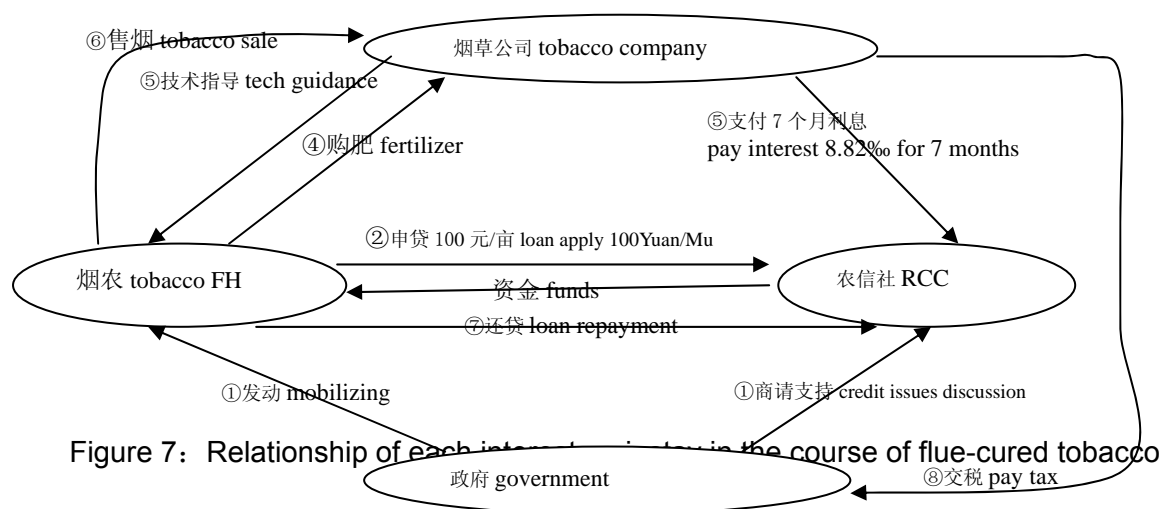 ⑥售烟 tobacco sale
烟草公司 tobacco company
⑤技术指导 tech guidance
⑤支付 7 个月利息
pay interest 8.82‰ for 7 months
④购肥 fertilizer
②申贷 100 元/亩 loan apply 100Yuan/Mu
烟农 tobacco FH
农信社 RCC
资金 funds
⑦还贷 loan repayment
①发动 mobilizing
①商请支持 credit issues discussion
Figure 7：Relationship of each in the course of flue-cured tobacco
政府 government
⑧交税 pay tax